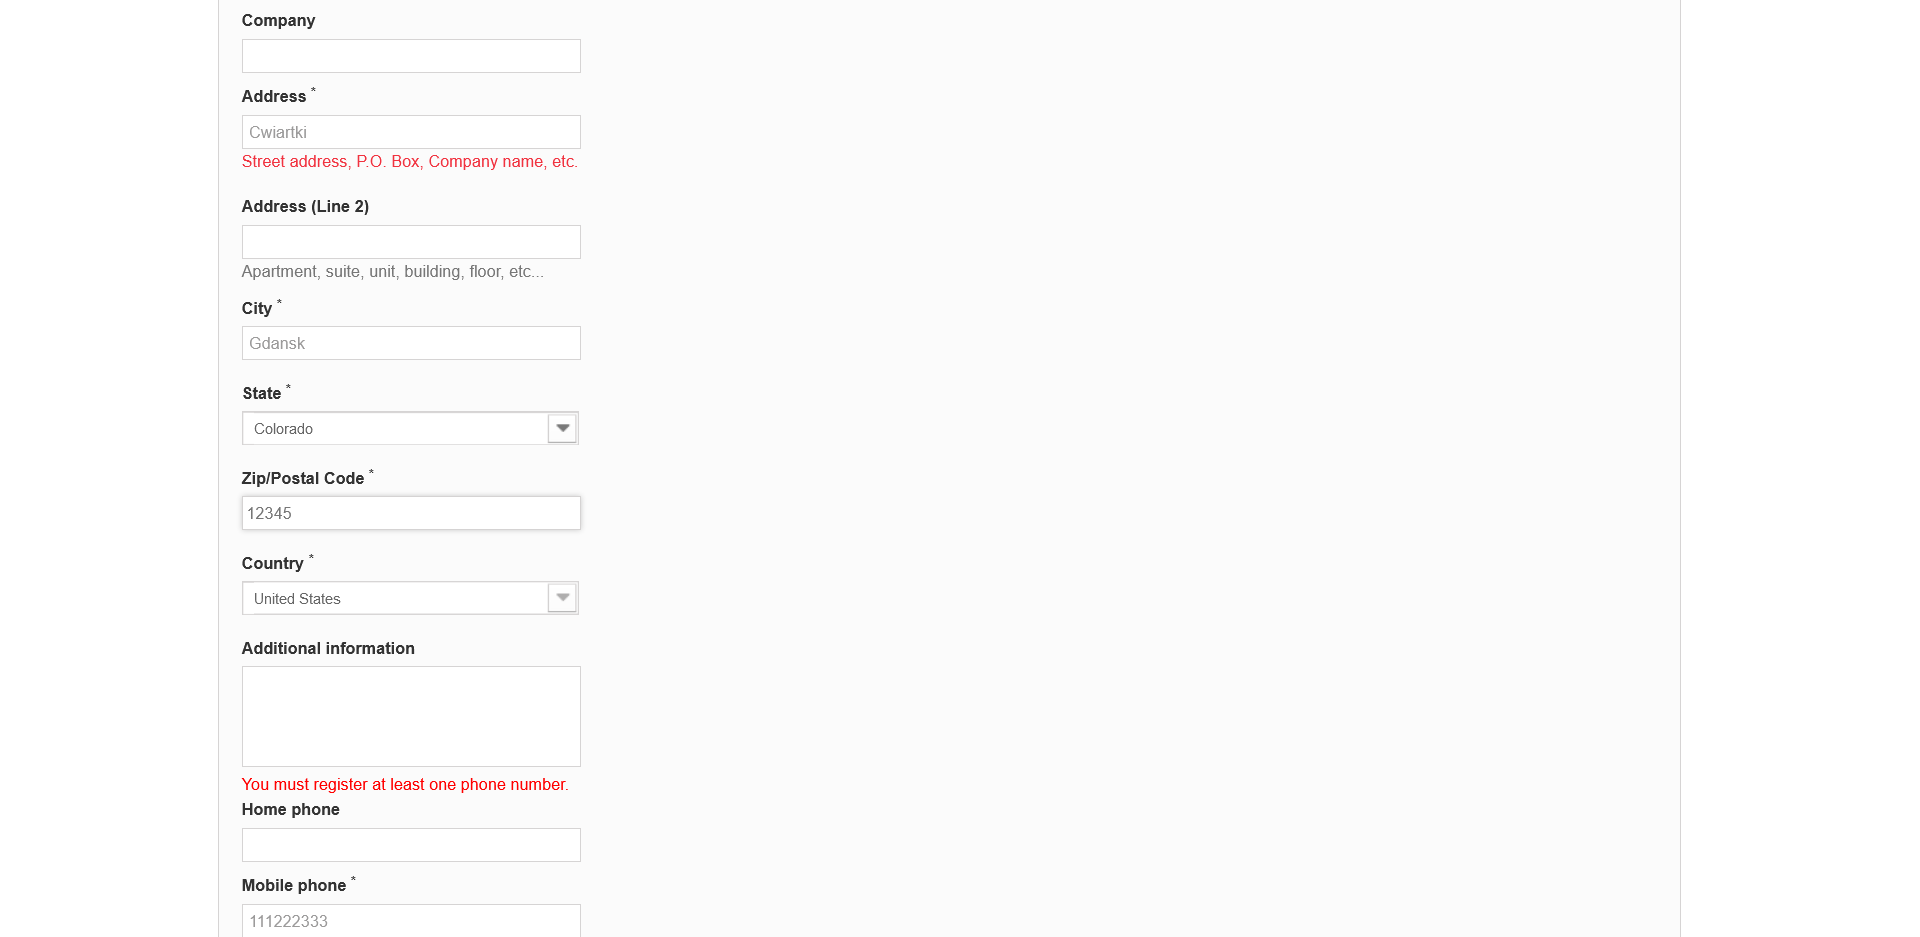 Company
Address *
Cwiartki
Street address, P.O. Box, Company name, etc.
Address (Line 2)
Apartment, suite, unit, building, floor, etc...
City *
Gdansk
State *
Colorado
Zip/Postal Code *
12345
Country *
United States
Additional information
You must register at least one phone number.
Home phone
Mobile phone *
111222333